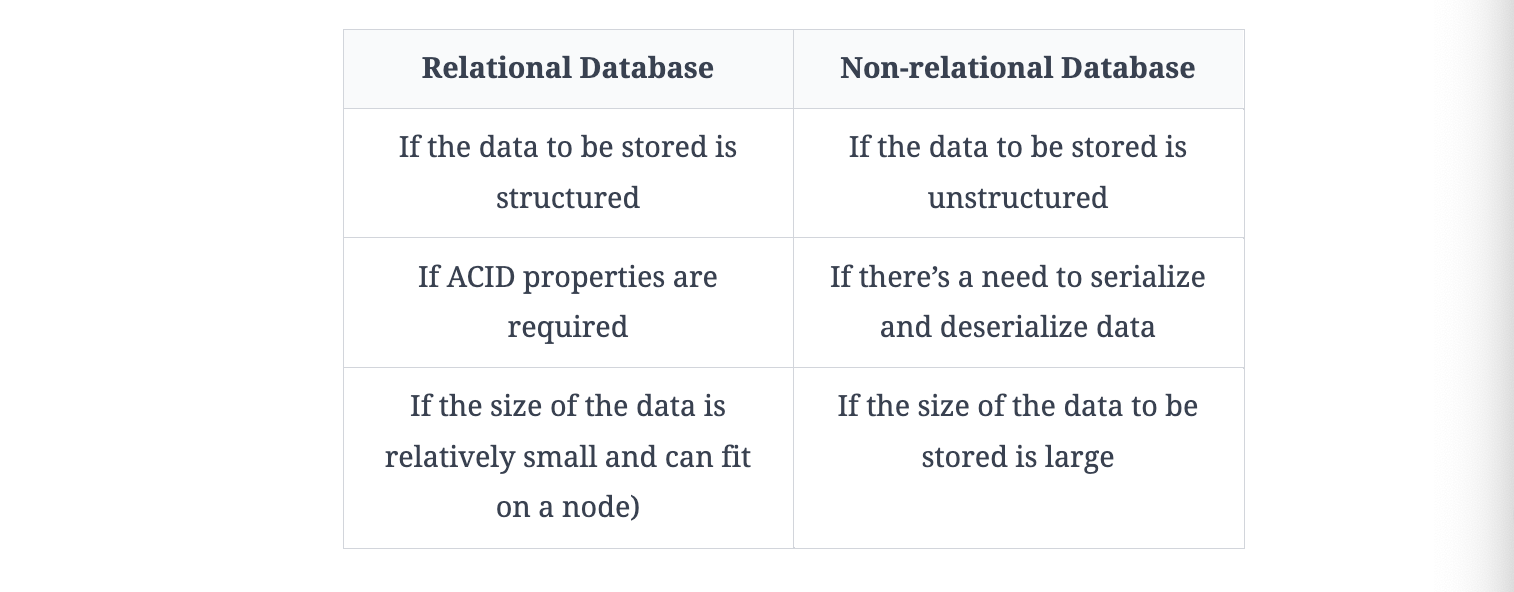 Relational Database
Non-relational Database
If the data to be stored is
structured
If the data to be stored is
unstructured
If ACID properties are
required
If there’s a need to serialize
and deserialize data
If the size of the data is
relatively small and can fit
on a node)
If the size of the data to be
stored is large